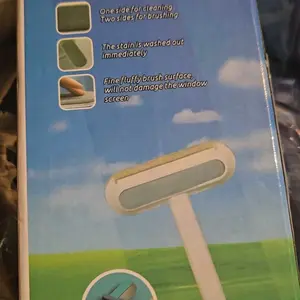 One side for cleaning
Two sides for brushing
The stain is washed out
immediately
Fine fluffy brush surface
will not damage the window
screen